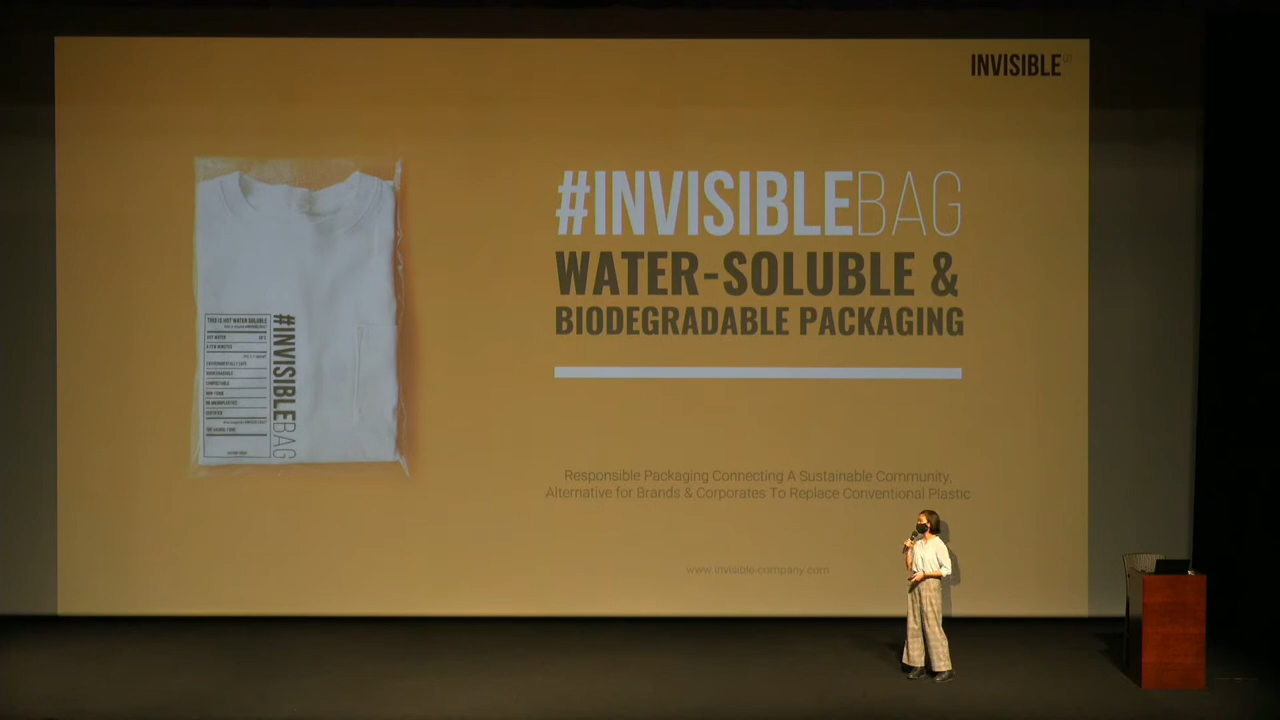 INVISIBLE
#INVISIBLEBAG
WATER-SOLUBLE &
BIODEGRADABLE PACKAGING
THIS IS HOT WATER SOLUBLE
HOT WATER
A FEW MINUTES
ENVIRONMENTALLY SAFE
BIODEGRADABLE
COMPOSTABLE
NON-TOXIC
NO MICROPLASTICS
CERTIFIED
#INVISIBLEBAG
Responsible Packaging Connecting A Sustainable Community,
Alternative for Brands & Corporates To Replace Conventional Plastic
www.invisible-company.com